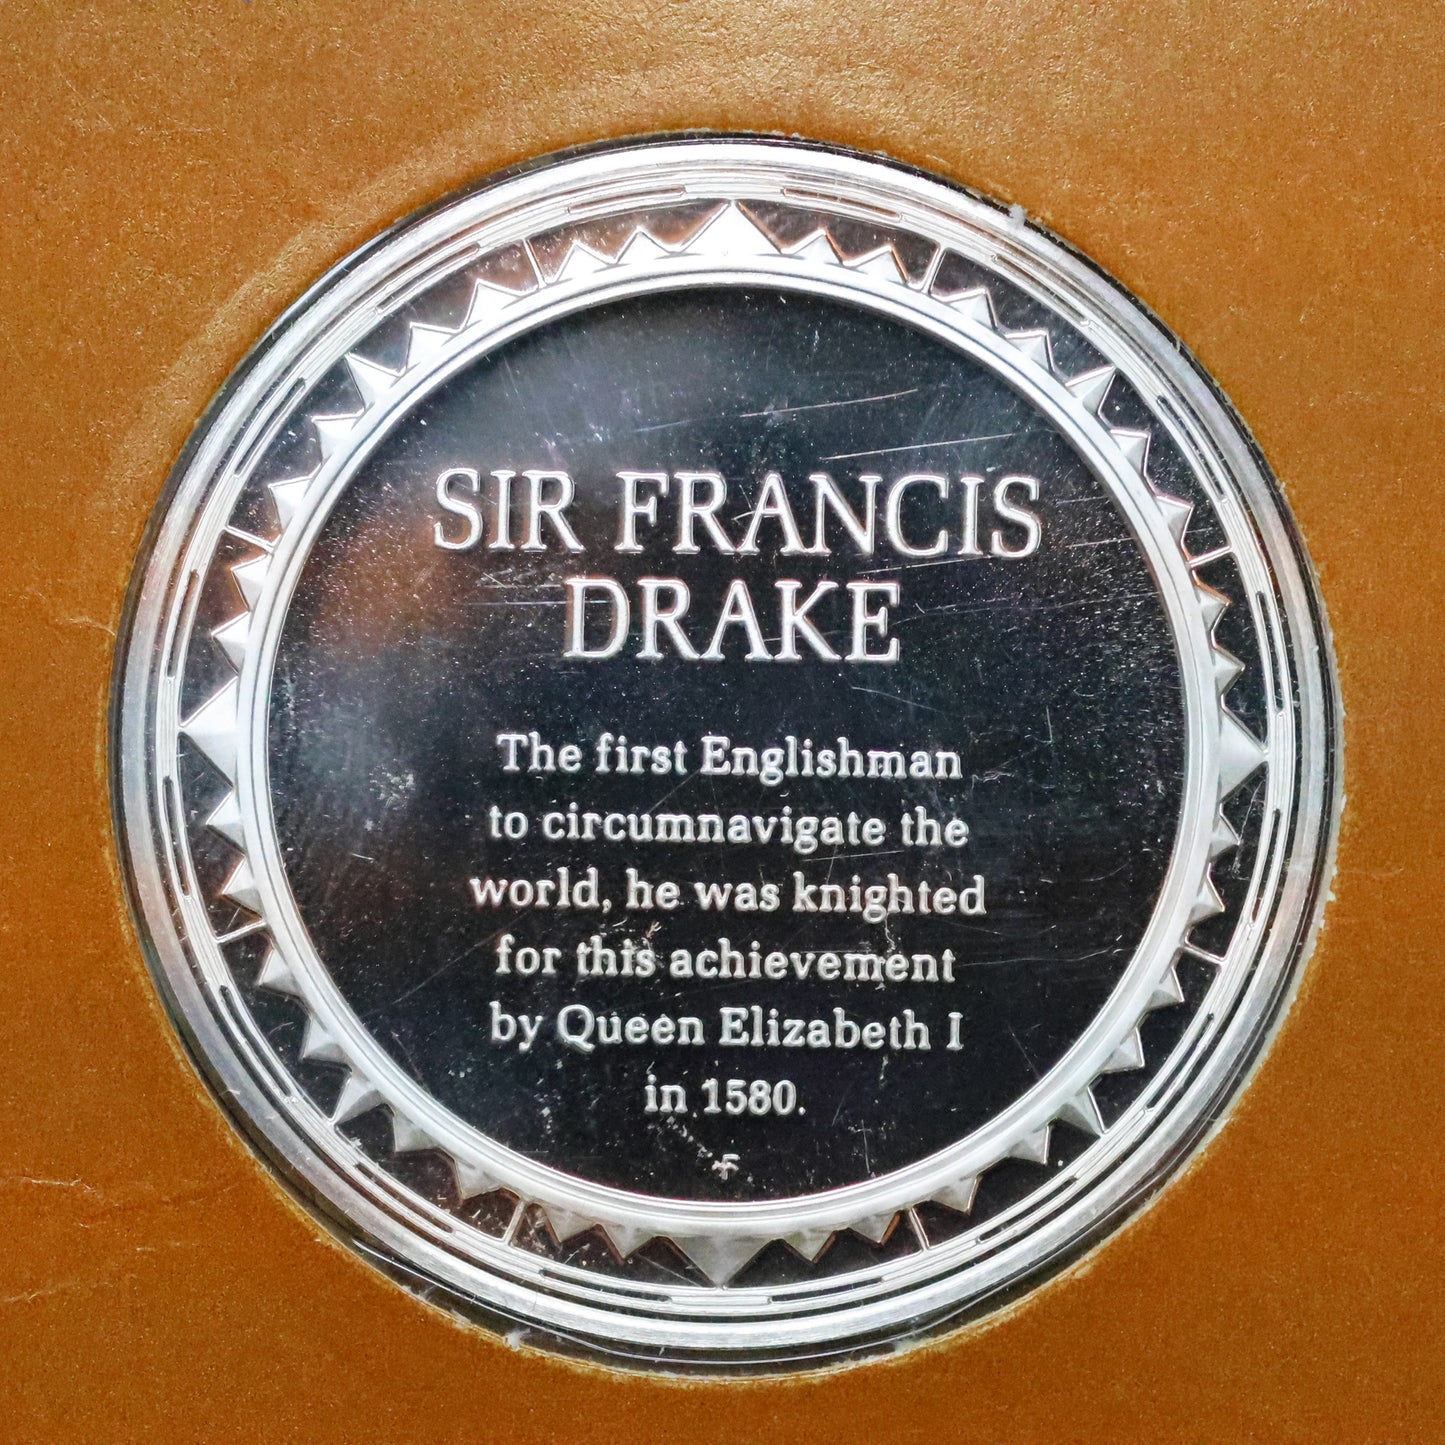 SIR FRANCIS
DRAKE
The first Englishman
to circumnavigate the
world, he was knighted
for this achievement
by Queen Elizabeth I
in 1580.